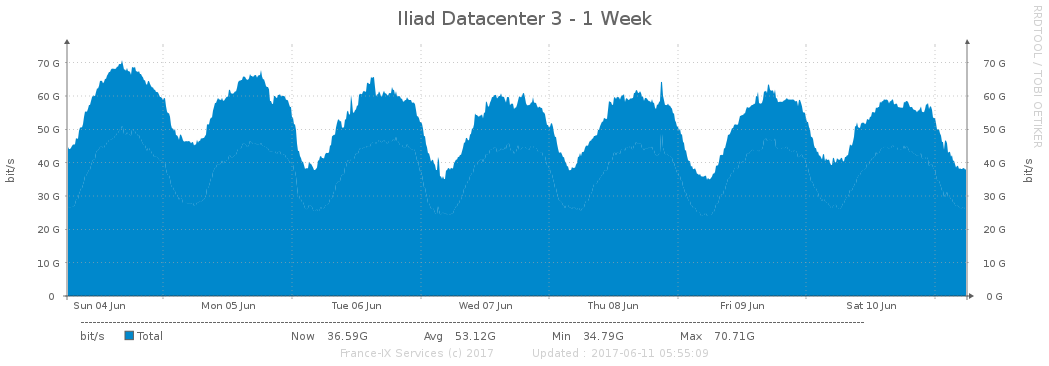 Iliad Datacenter 3 - 1 Week
RRDTOOL / TOBI OETIKER
bit/s
bit/s
70 G
60 G
50 G
40 G
30 G
20 G
10 G
0
70 G
60 G
50 G
40 G
30 G
20 G
10 G
0 G
Sun 04 Jun Mon 05 Jun Tue 06 Jun Wed 07 Jun Thu 08 Jun Fri 09 Jun Sat 10 Jun
bit/s Total Now 36.59G Avg 53.12G Min 34.79G Max 70.71G
France-IX Services (c) 2017 Updated : 2017-06-11 05:55:09